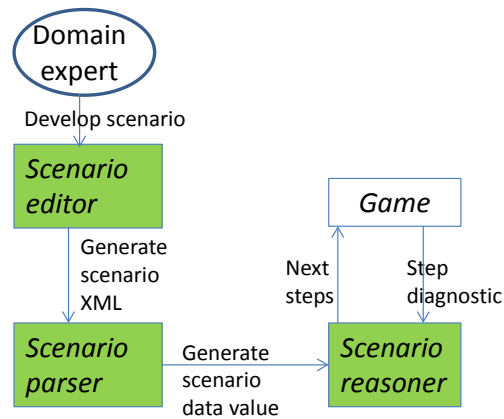 Domain
expert
Develop scenario
Scenario
editor
Generate
scenario
XML
Game
Next
steps
Step
diagnostic
Scenario
parser
Generate
scenario
data value
Scenario
reasoner